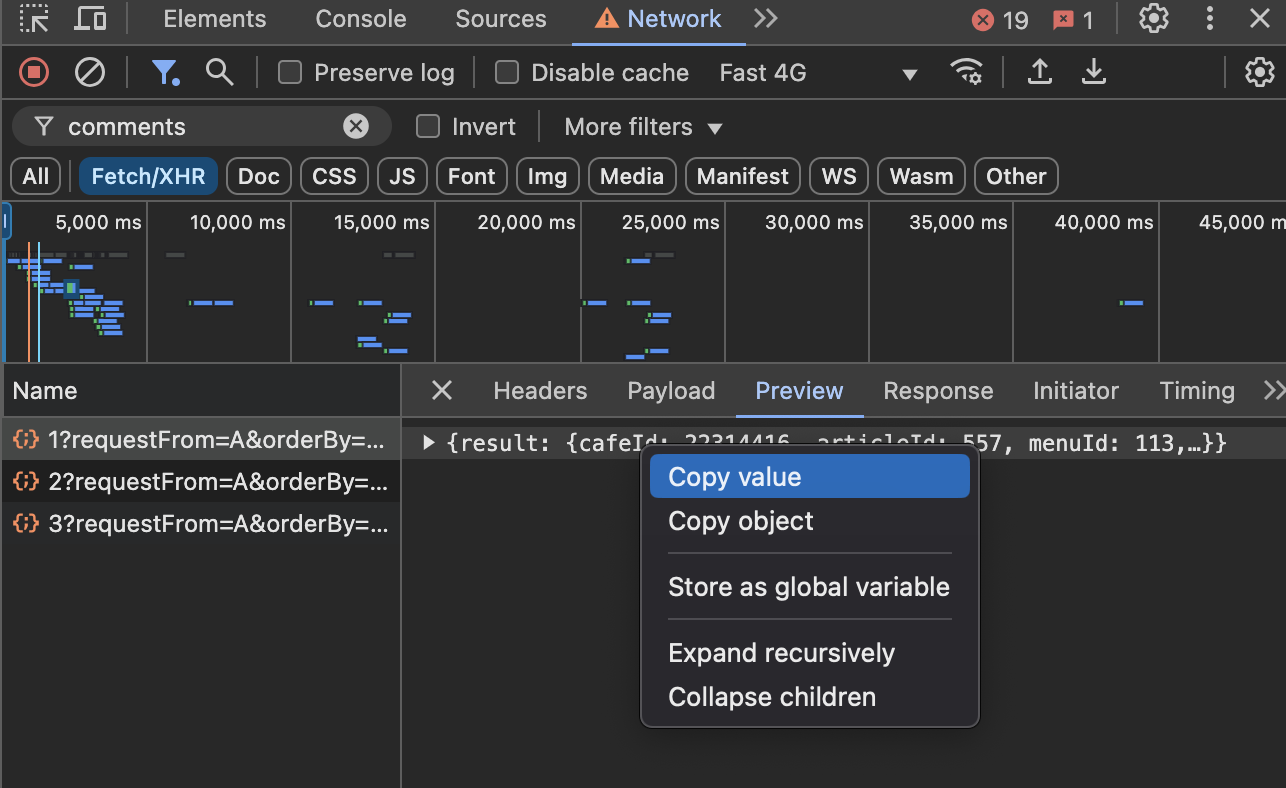 Elements Console Sources Network 19 1
Preserve log Disable cache Fast 4G
comments Invert More filters
All Fetch/XHR Doc CSS JS Font Img Media Manifest WS Wasm Other
5,000 ms 10,000 ms 15,000 ms 20,000 ms 25,000 ms 30,000 ms 35,000 ms 40,000 ms 45,000 m
Name Headers Payload Preview Response Initiator Timing
1?requestFrom=A&orderBy=... {result: {cafeId: 22314416, articleId: 557, menuId: 113,…}}
2?requestFrom=A&orderBy=...
3?requestFrom=A&orderBy=...
Copy value
Copy object
Store as global variable
Expand recursively
Collapse children